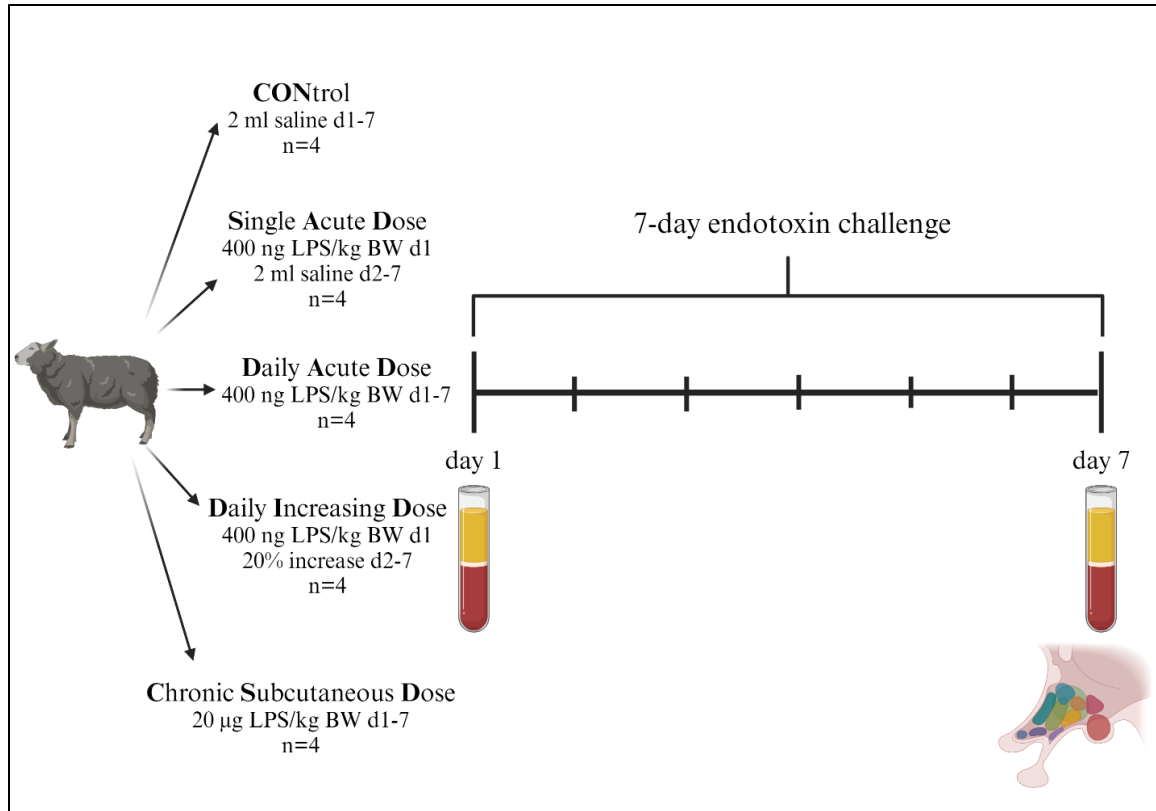 CONtrol
2 ml saline d1-7
n=4
Single Acute Dose
400 ng LPS/kg BW d1
2 ml saline d2-7
n=4
Daily Acute Dose
400 ng LPS/kg BW d1-7
n=4
Daily Increasing Dose
400 ng LPS/kg BW d1
20% increase d2-7
n=4
Chronic Subcutaneous Dose
20 µg LPS/kg BW d1-7
n=4
7-day endotoxin challenge
day 1
day 7